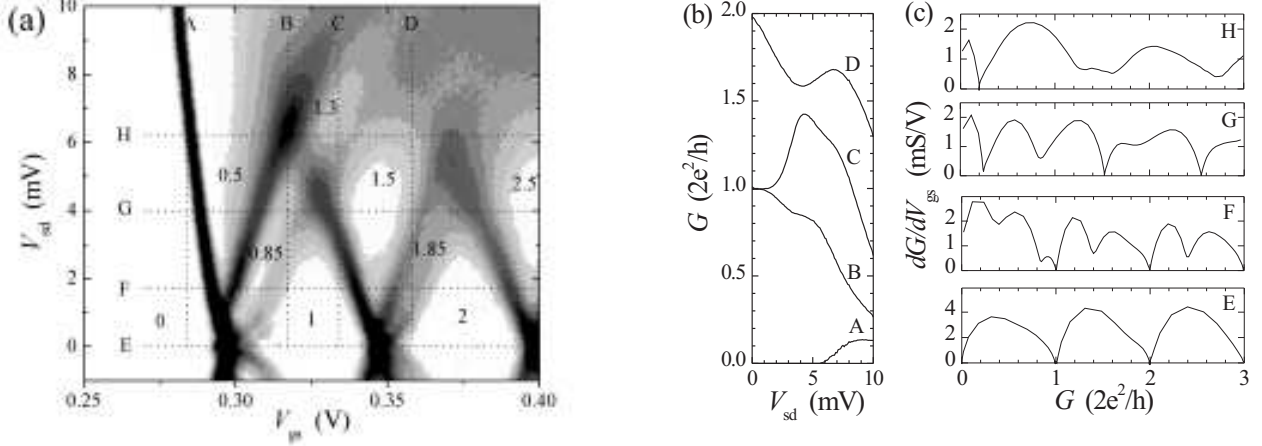 (a)
10
8
6
4
2
0
V_sd (mV)
A B C D
H
G
F
E
1.3
0.5
1.5
2.5
0.85
1.85
0
1
2
0.25 0.30 0.35 0.40
V_gs (V)
(b)
2.0
1.5
1.0
0.5
0.0
G (2e²/h)
D
C
B
A
0 5 10
V_sd (mV)
(c)
dG/dV_gs (mS/V)
2
1
0
H
2
1
0
G
2
1
0
F
4
2
0
E
0 1 2 3
G (2e²/h)